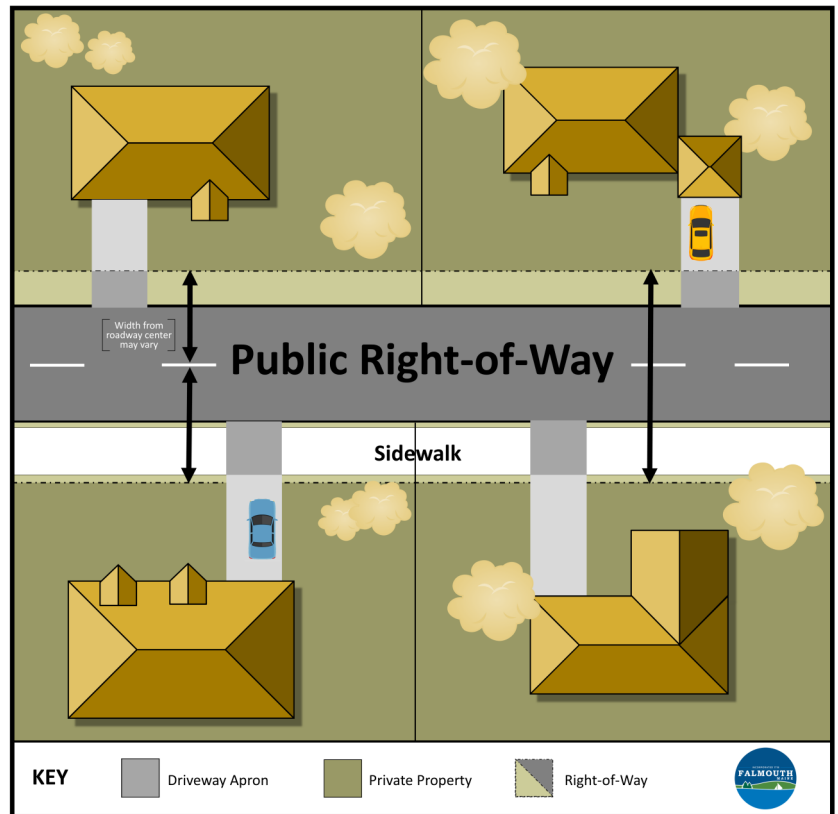 Width from
roadway center
may vary
Public Right-of-Way
Sidewalk
KEY
Driveway Apron
Private Property
Right-of-Way
FALMOUTH
MAINE